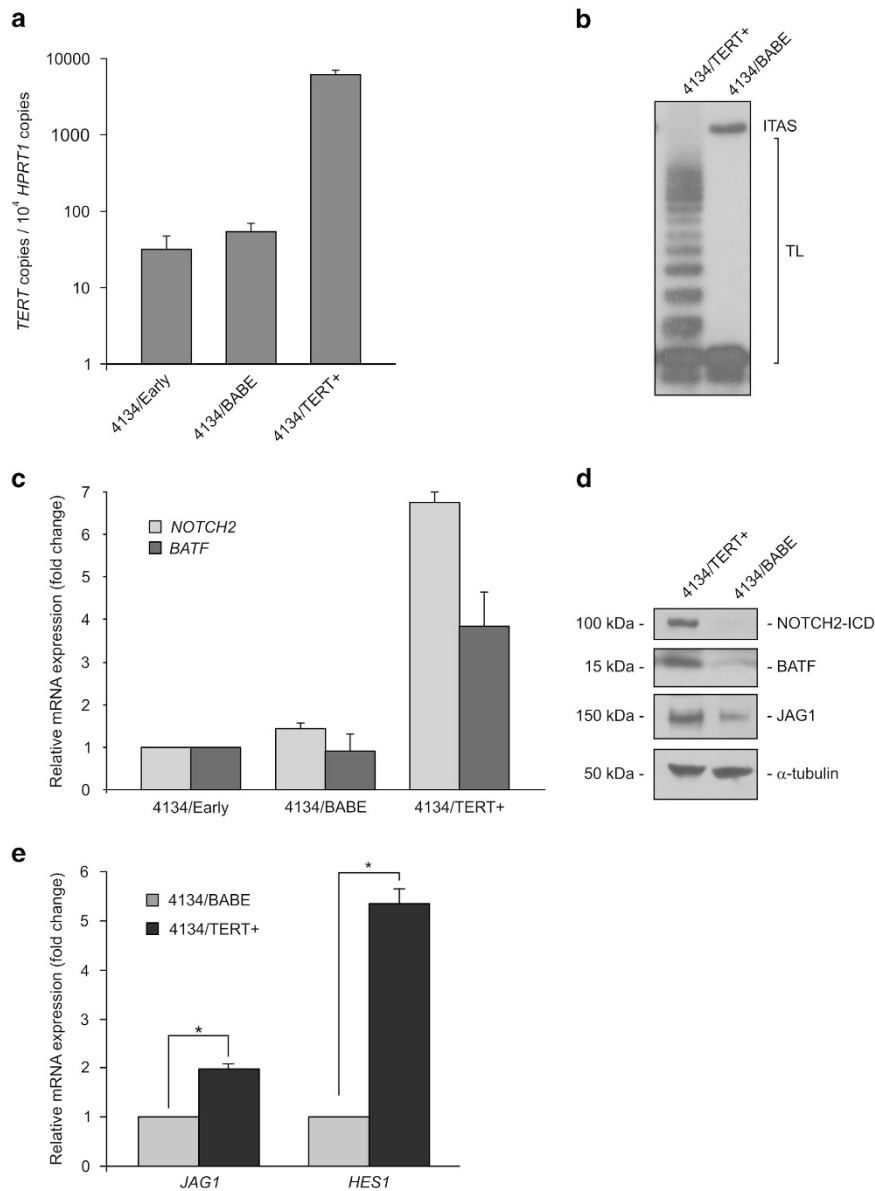 a
10000
1000
100
10
1
TERT copies / 10⁴ HPRT1 copies
4134/Early
4134/BABE
4134/TERT+
b
4134/TERT+
4134/BABE
ITAS
TL
c
7
6
5
4
3
2
1
0
Relative mRNA expression (fold change)
NOTCH2
BATF
4134/Early
4134/BABE
4134/TERT+
d
4134/TERT+
4134/BABE
100 kDa - - NOTCH2-ICD
15 kDa - - BATF
150 kDa - - JAG1
50 kDa - - α-tubulin
e
6
5
4
3
2
1
0
Relative mRNA expression (fold change)
4134/BABE
4134/TERT+
*
*
JAG1
HES1